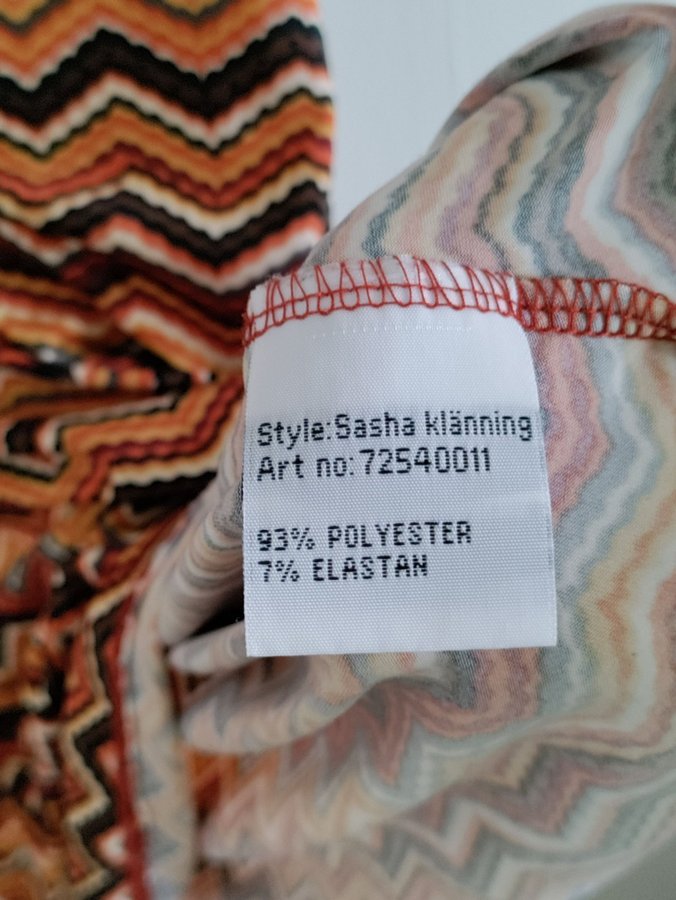 Style:Sasha klänning
Art no:72540011
93% POLYESTER
7% ELASTAN